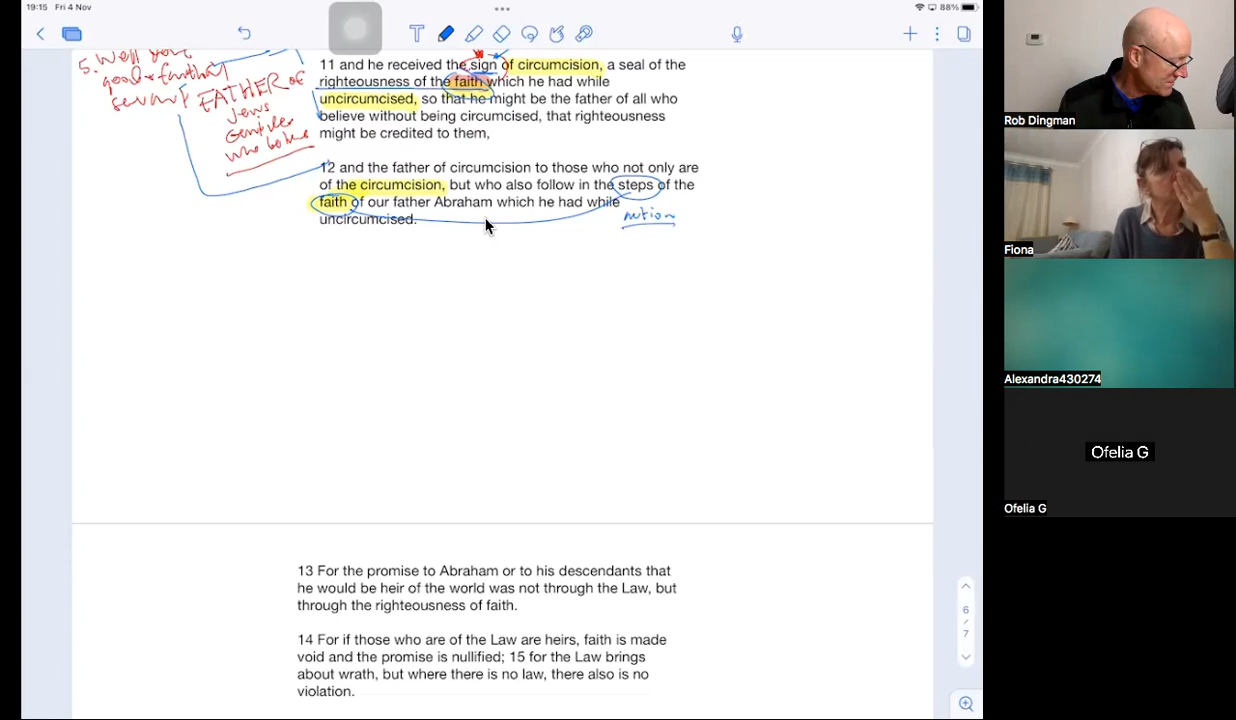 19:15 Fri 4 Nov
88%
T
5. Well
good + faithful
servant
FATHER of
Jews
Gentiles
who believe
11 and he received the sign of circumcision, a seal of the
righteousness of the faith which he had while
uncircumcised, so that he might be the father of all who
believe without being circumcised, that righteousness
might be credited to them,
12 and the father of circumcision to those who not only are
of the circumcision, but who also follow in the steps of the
faith of our father Abraham which he had while
uncircumcised.
action
13 For the promise to Abraham or to his descendants that
he would be heir of the world was not through the Law, but
through the righteousness of faith.
14 For if those who are of the Law are heirs, faith is made
void and the promise is nullified; 15 for the Law brings
about wrath, but where there is no law, there also is no
violation.
6
/
7
Rob Dingman
Fiona
Alexandra430274
Ofelia G
Ofelia G